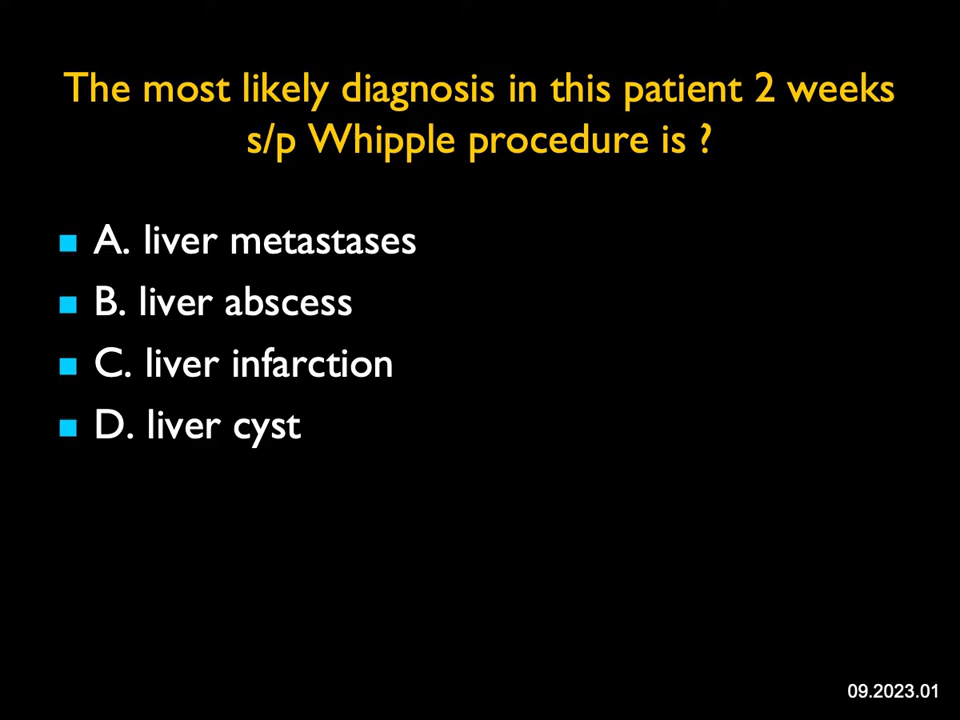 The most likely diagnosis in this patient 2 weeks
s/p Whipple procedure is ?
A. liver metastases
B. liver abscess
C. liver infarction
D. liver cyst
09.2023.01